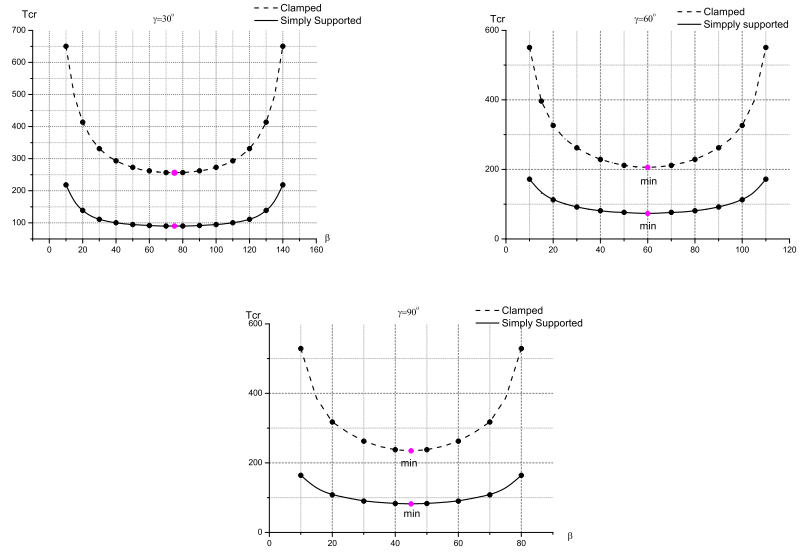 Tcr
γ=30°
Clamped
Simply Supported
700
600
500
400
300
200
100
0 20 40 60 80 100 120 140 160
β
Tcr
γ=60°
Clamped
Simpply supported
600
400
200
0
min
min
0 20 40 60 80 100 120
Tcr
γ=90°
Clamped
Simply Supported
600
400
200
0
min
min
0 20 40 60 80
β